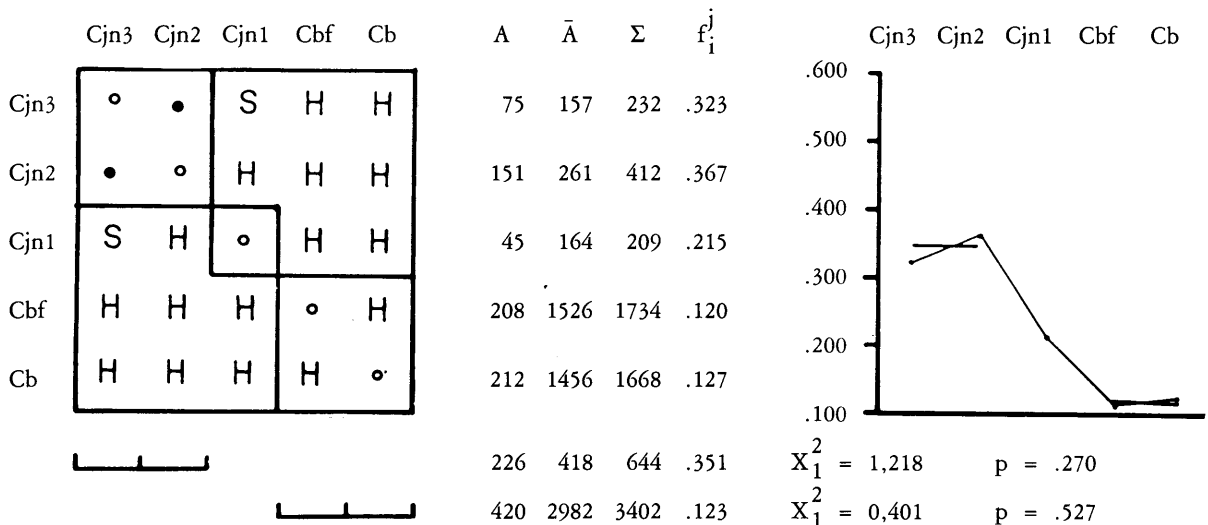 Cjn3 Cjn2 Cjn1 Cbf Cb A Ā Σ f_i^j Cjn3 Cjn2 Cjn1 Cbf Cb
.600
Cjn3 ○ ● S H H 75 157 232 .323
.500
Cjn2 ● ○ H H H 151 261 412 .367
.400
Cjn1 S H ○ H H 45 164 209 .215
.300
Cbf H H H ○ H 208 1526 1734 .120
.200
Cb H H H H ○ 212 1456 1668 .127
.100
226 418 644 .351 X_1^2 = 1,218 p = .270
420 2982 3402 .123 X_1^2 = 0,401 p = .527